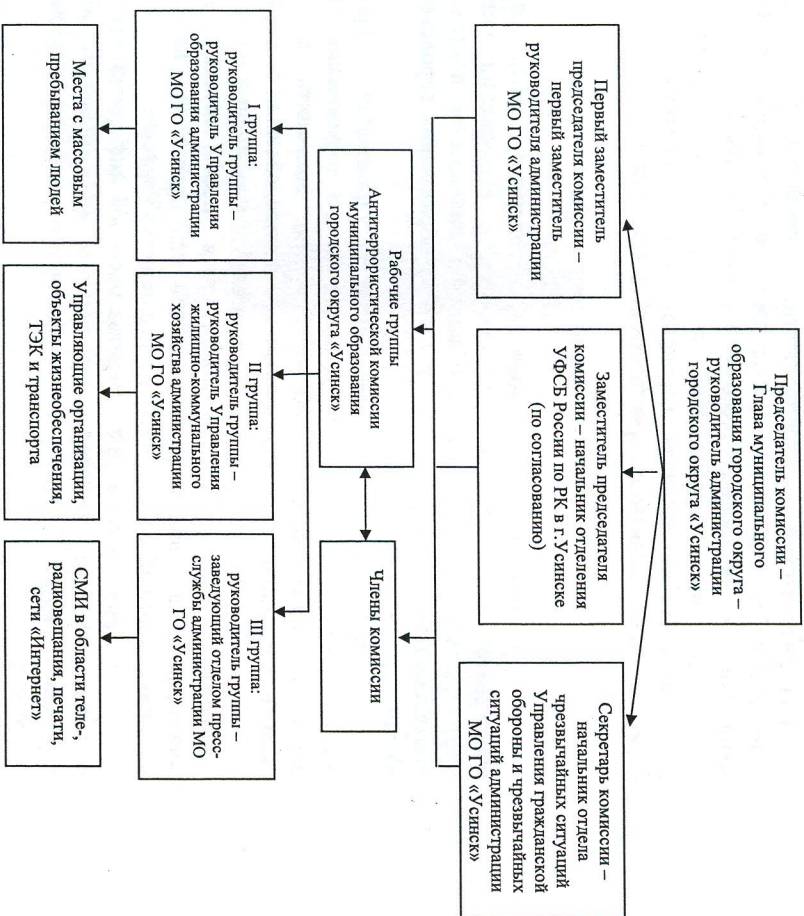 Председатель комиссии –
Глава муниципального
образования городского округа –
руководитель администрации
городского округа «Усинск»
Первый заместитель
председателя комиссии –
первый заместитель
руководителя администрации
МО ГО «Усинск»
Заместитель председателя
комиссии – начальник отделения
УФСБ России по РК в г.Усинске
(по согласованию)
Секретарь комиссии –
начальник отдела
чрезвычайных ситуаций
Управления гражданской
обороны и чрезвычайных
ситуаций администрации
МО ГО «Усинск»
Рабочие группы
Антитеррористической комиссии
муниципального образования
городского округа «Усинск»
Члены комиссии
I группа:
руководитель группы –
руководитель Управления
образования администрации
МО ГО «Усинск»
II группа:
руководитель группы –
руководитель Управления
жилищно-коммунального
хозяйства администрации
МО ГО «Усинск»
III группа:
руководитель группы –
заведующий отделом пресс-
службы администрации МО
ГО «Усинск»
Места с массовым
пребыванием людей
Управляющие организации,
объекты жизнеобеспечения,
ТЭК и транспорта
СМИ в области теле-,
радиовещания, печати,
сети «Интернет»